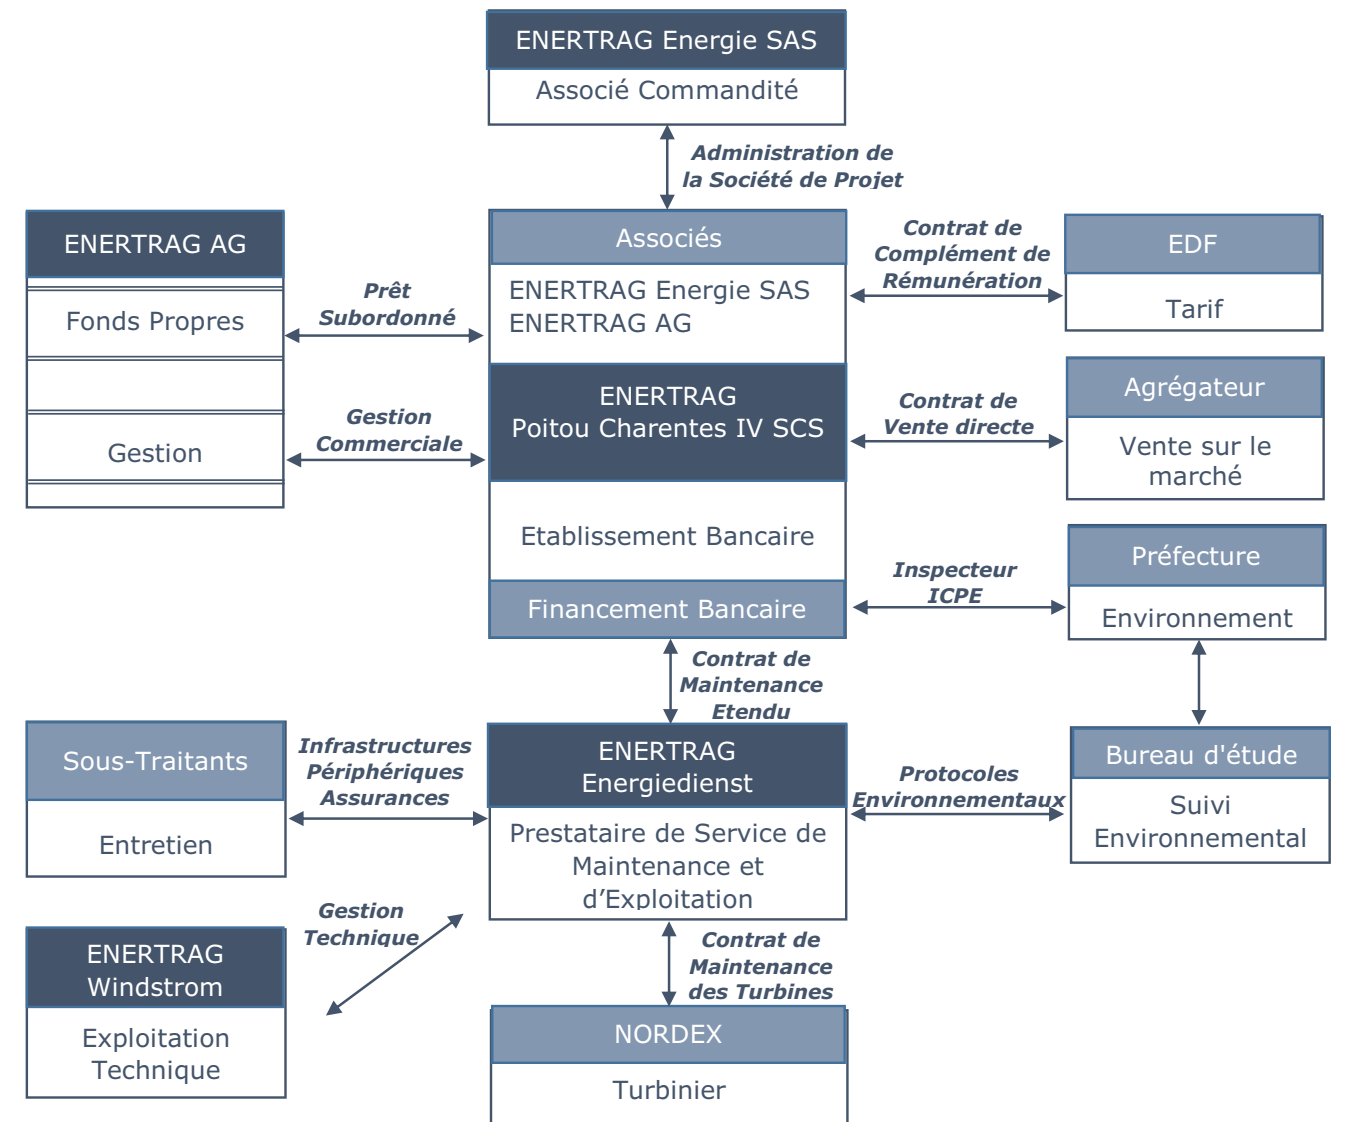 ENERTRAG Energie SAS
Associé Commandité
Administration de
la Société de Projet
ENERTRAG AG
Fonds Propres
Gestion
Prêt
Subordonné
Gestion
Commerciale
Associés
ENERTRAG Energie SAS
ENERTRAG AG
ENERTRAG
Poitou Charentes IV SCS
Etablissement Bancaire
Financement Bancaire
Contrat de
Complément de
Rémunération
EDF
Tarif
Contrat de
Vente directe
Agrégateur
Vente sur le
marché
Inspecteur
ICPE
Préfecture
Environnement
Contrat de
Maintenance
Etendu
Sous-Traitants
Entretien
Infrastructures
Périphériques
Assurances
ENERTRAG
Energiedienst
Prestataire de Service de
Maintenance et
d’Exploitation
Protocoles
Environnementaux
Bureau d'étude
Suivi
Environnemental
Gestion
Technique
ENERTRAG
Windstrom
Exploitation
Technique
Contrat de
Maintenance
des Turbines
NORDEX
Turbinier